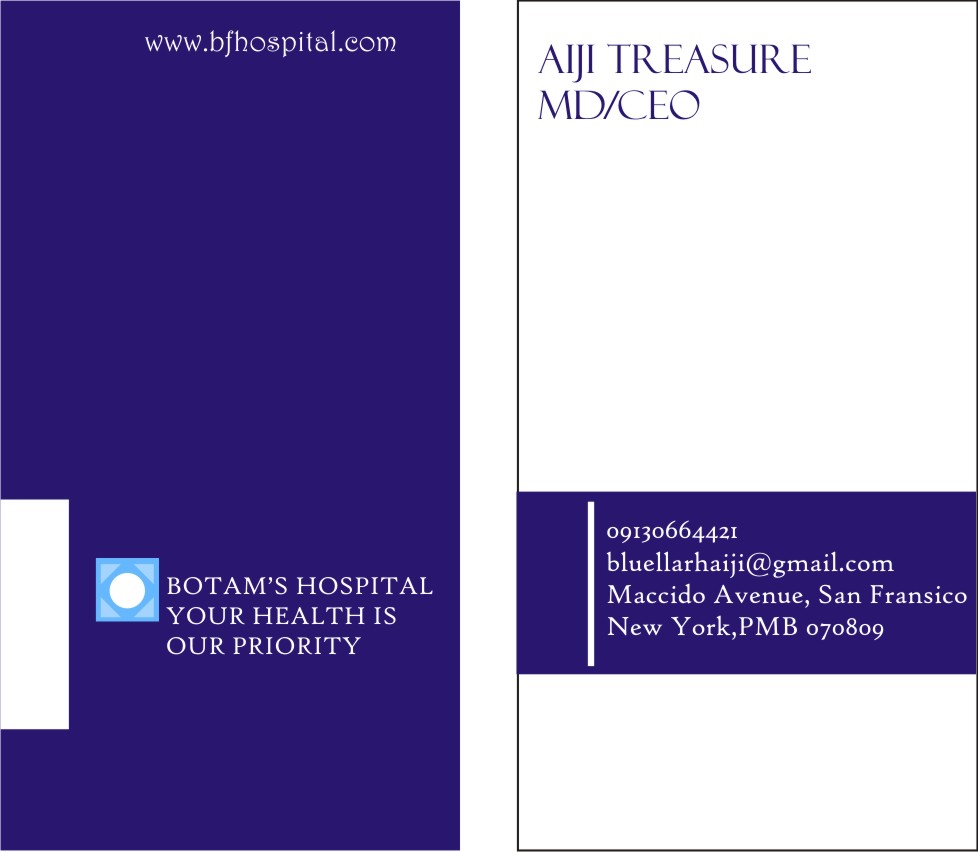 www.bfhospital.com
BOTAM'S HOSPITAL
YOUR HEALTH IS
OUR PRIORITY
AIJI TREASURE
MD/CEO
09130664421
bluellarhaiji@gmail.com
Maccido Avenue, San Fransico
New York,PMB 070809